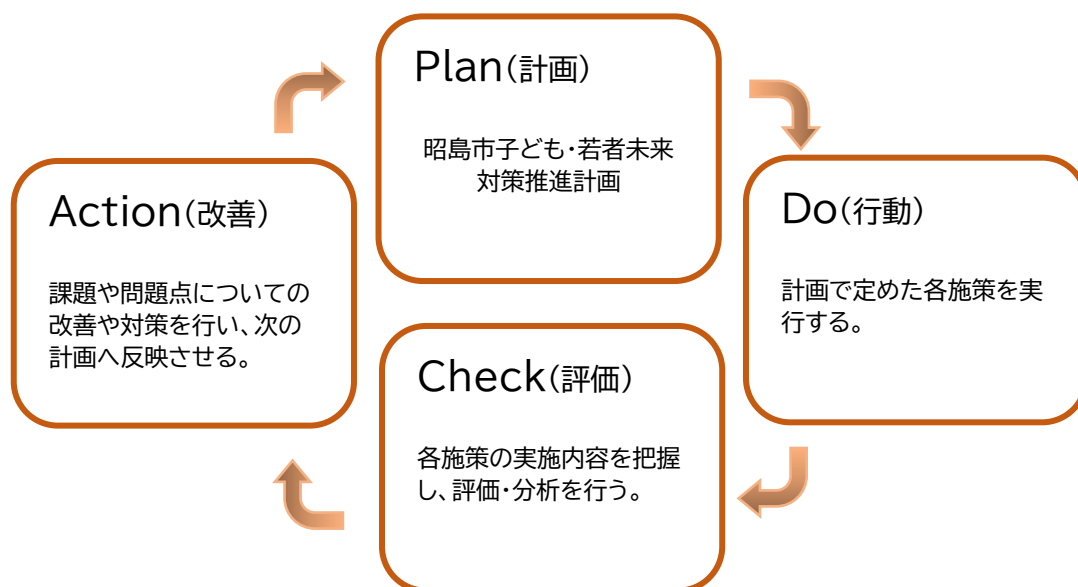 Plan(計画)
昭島市子ども・若者未来
対策推進計画
Do(行動)
計画で定めた各施策を実
行する。
Check(評価)
各施策の実施内容を把握
し、評価・分析を行う。
Action(改善)
課題や問題点についての
改善や対策を行い、次の
計画へ反映させる。